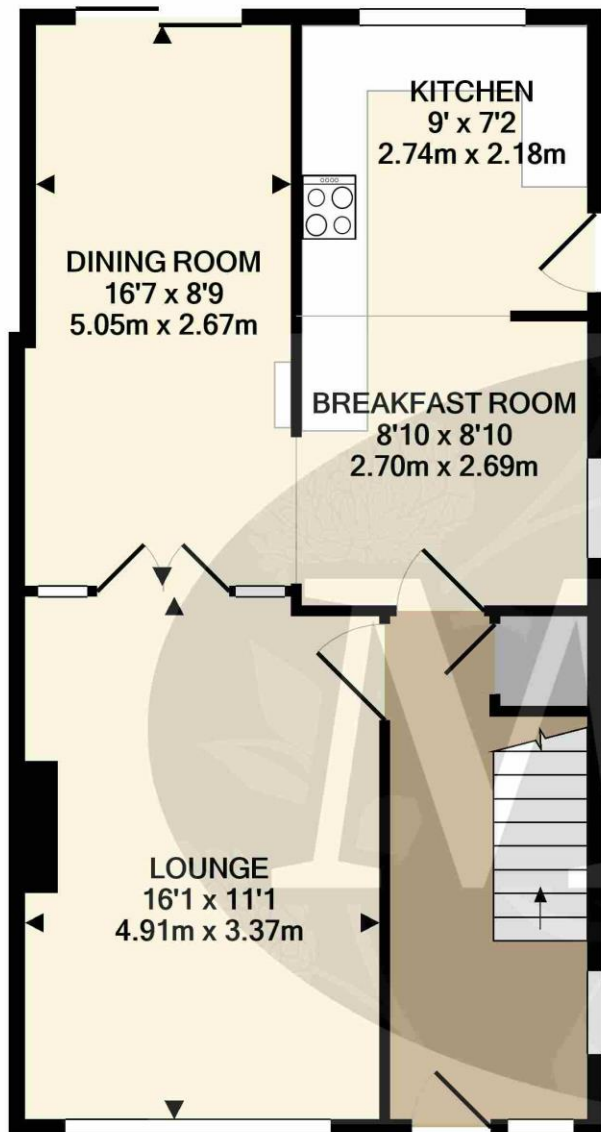 KITCHEN
9' x 7'2
2.74m x 2.18m
DINING ROOM
16'7 x 8'9
5.05m x 2.67m
BREAKFAST ROOM
8'10 x 8'10
2.70m x 2.69m
LOUNGE
16'1 x 11'1
4.91m x 3.37m
M